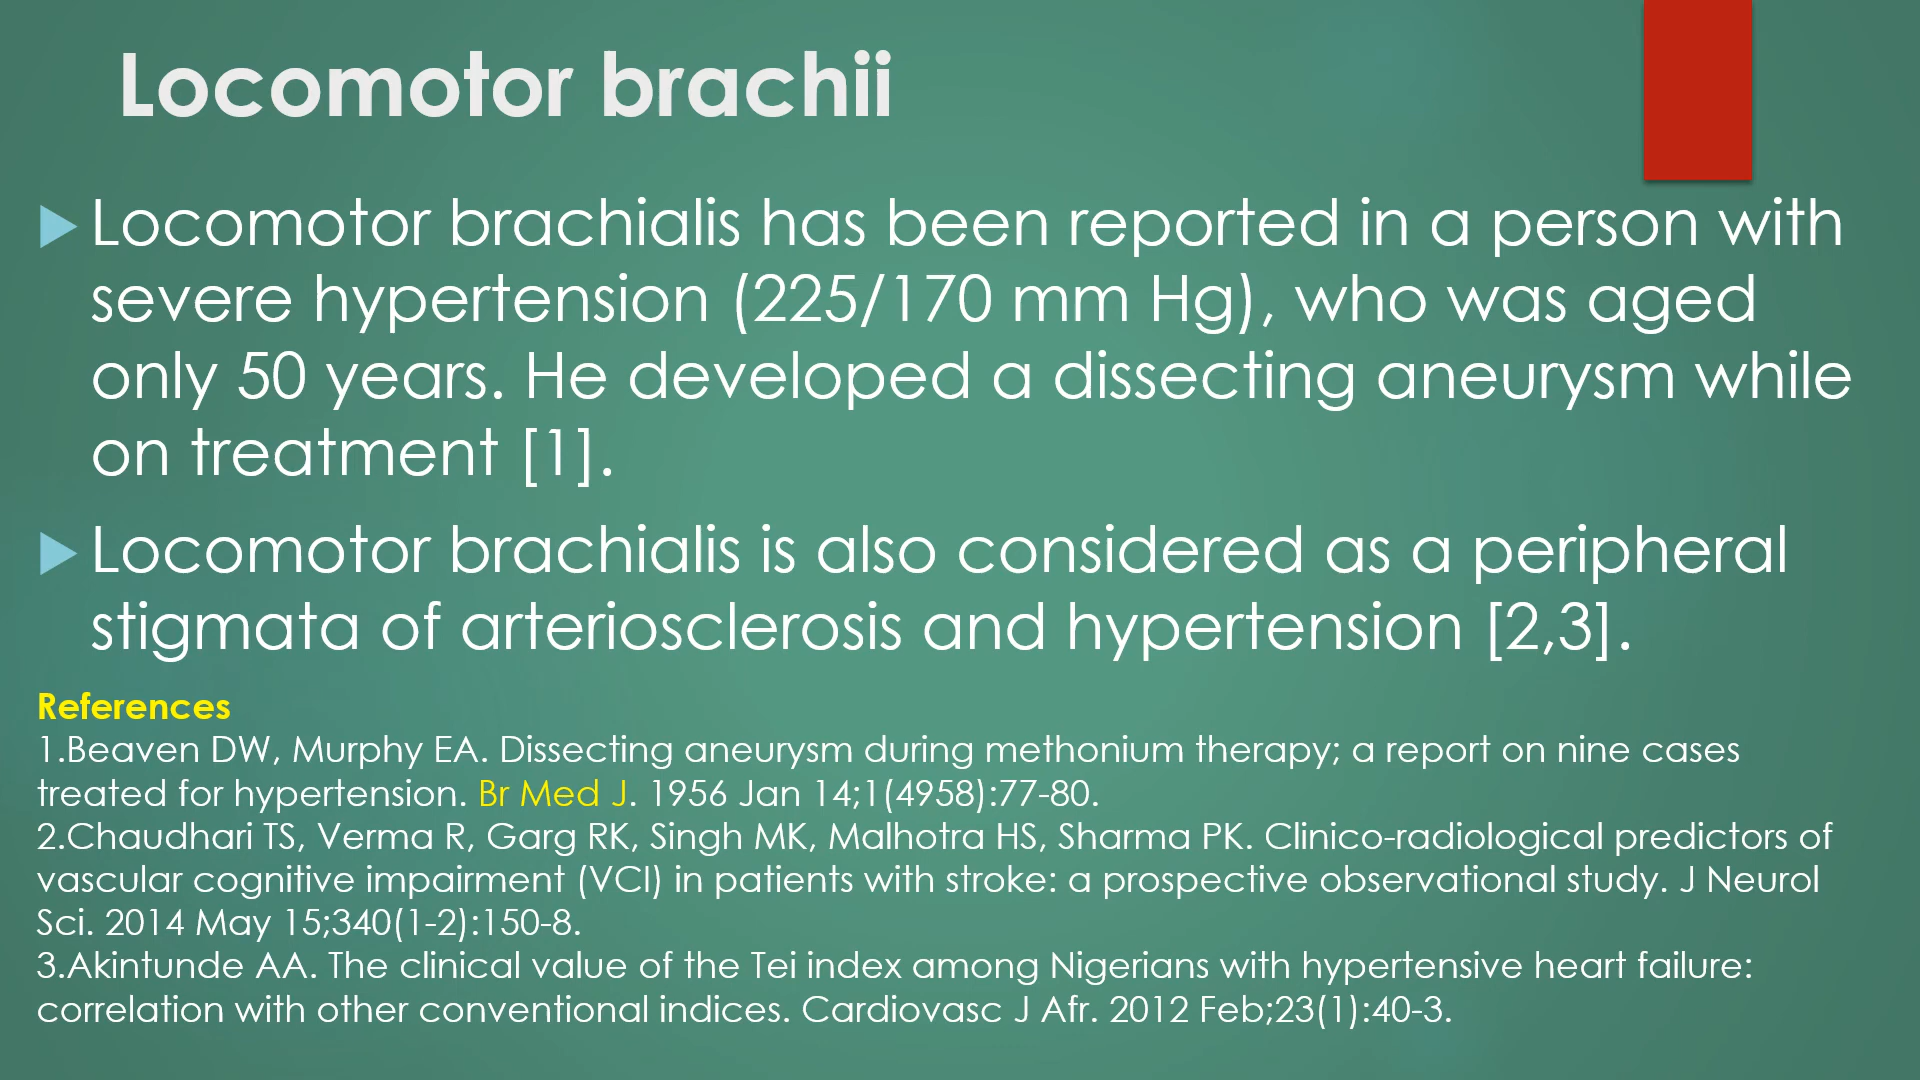 Locomotor brachii
Locomotor brachialis has been reported in a person with
severe hypertension (225/170 mm Hg), who was aged
only 50 years. He developed a dissecting aneurysm while
on treatment [1].
Locomotor brachialis is also considered as a peripheral
stigmata of arteriosclerosis and hypertension [2,3].
References
1.Beaven DW, Murphy EA. Dissecting aneurysm during methonium therapy; a report on nine cases
treated for hypertension. Br Med J. 1956 Jan 14;1(4958):77-80.
2.Chaudhari TS, Verma R, Garg RK, Singh MK, Malhotra HS, Sharma PK. Clinico-radiological predictors of
vascular cognitive impairment (VCI) in patients with stroke: a prospective observational study. J Neurol
Sci. 2014 May 15;340(1-2):150-8.
3.Akintunde AA. The clinical value of the Tei index among Nigerians with hypertensive heart failure:
correlation with other conventional indices. Cardiovasc J Afr. 2012 Feb;23(1):40-3.